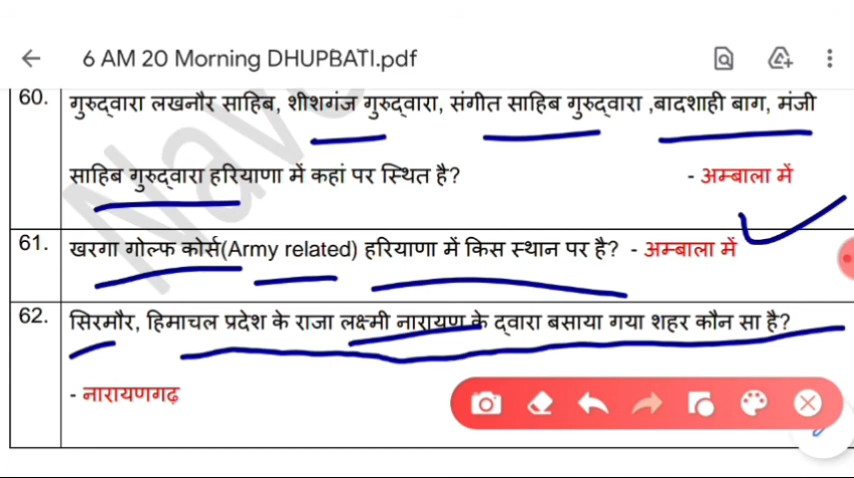 6 AM 20 Morning DHUPBATI.pdf
60. गुरुद्वारा लखनौर साहिब, शीशगंज गुरुद्वारा, संगीत साहिब गुरुद्वारा ,बादशाही बाग, मंजी
साहिब गुरुद्वारा हरियाणा में कहां पर स्थित है? - अम्बाला में
61. खरगा गोल्फ कोर्स(Army related) हरियाणा में किस स्थान पर है? - अम्बाला में
62. सिरमौर, हिमाचल प्रदेश के राजा लक्ष्मी नारायण के द्वारा बसाया गया शहर कौन सा है?
- नारायणगढ़